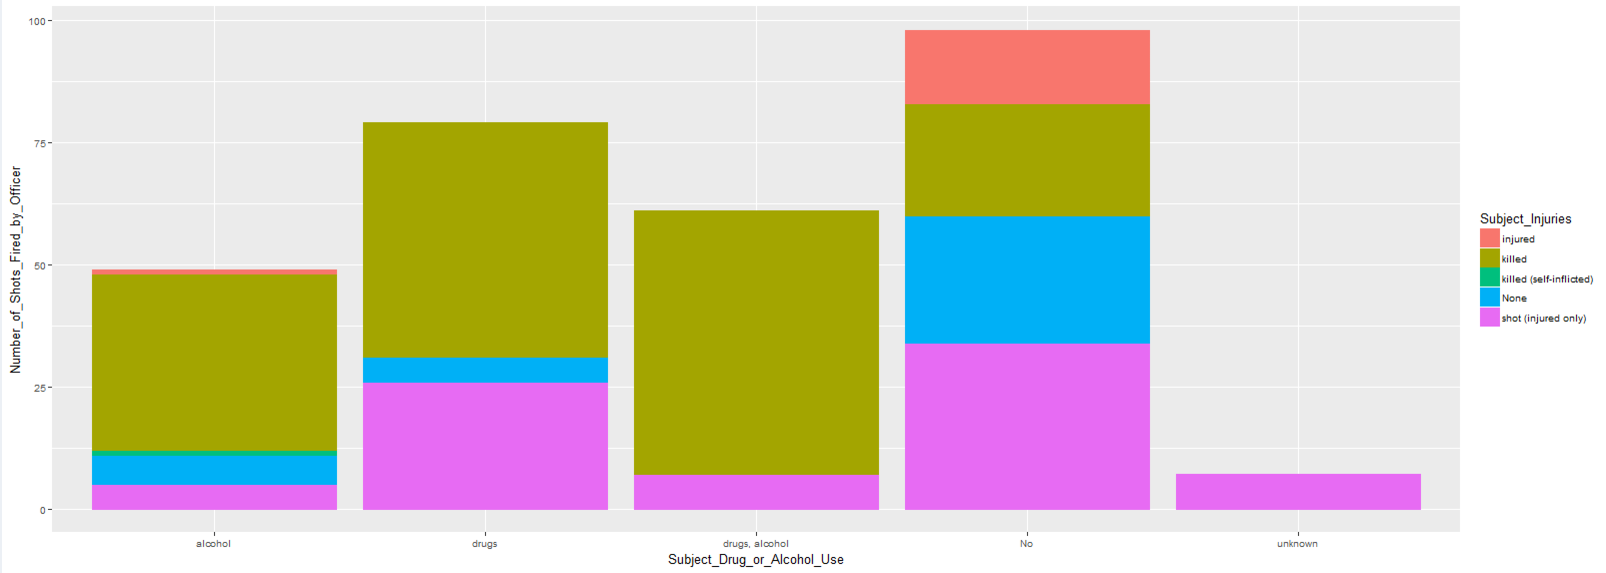 100
75
50
25
0
Number_of_Shots_Fired_by_Officer
alcohol
drugs
drugs, alcohol
No
unknown
Subject_Drug_or_Alcohol_Use
Subject_Injuries
injured
killed
killed (self-inflicted)
None
shot (injured only)